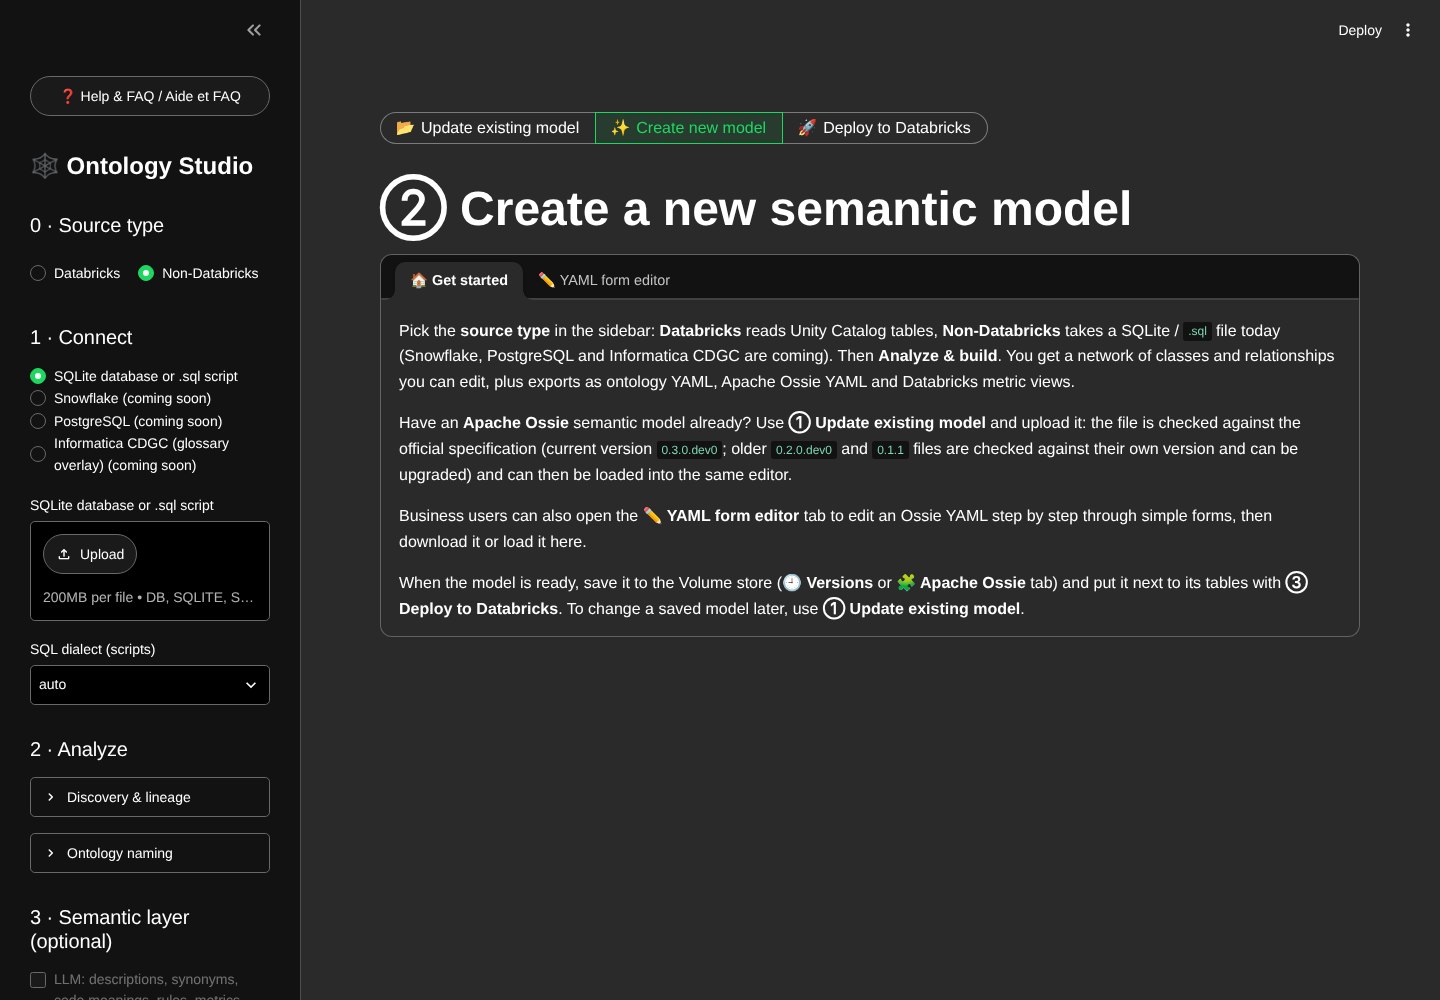 Deploy
❓ Help & FAQ / Aide et FAQ
🕸️ Ontology Studio
0 · Source type
Databricks
Non-Databricks
1 · Connect
SQLite database or .sql script
Snowflake (coming soon)
PostgreSQL (coming soon)
Informatica CDGC (glossary
overlay) (coming soon)
SQLite database or .sql script
Upload
200MB per file • DB, SQLITE, S…
SQL dialect (scripts)
auto
2 · Analyze
Discovery & lineage
Ontology naming
3 · Semantic layer
(optional)
LLM: descriptions, synonyms,
code meanings, rules, metrics
📂 Update existing model
✨ Create new model
🚀 Deploy to Databricks
② Create a new semantic model
🏠 Get started
✏️ YAML form editor
Pick the source type in the sidebar: Databricks reads Unity Catalog tables, Non-Databricks takes a SQLite / .sql file today
(Snowflake, PostgreSQL and Informatica CDGC are coming). Then Analyze & build. You get a network of classes and relationships
you can edit, plus exports as ontology YAML, Apache Ossie YAML and Databricks metric views.
Have an Apache Ossie semantic model already? Use ① Update existing model and upload it: the file is checked against the
official specification (current version 0.3.0.dev0; older 0.2.0.dev0 and 0.1.1 files are checked against their own version and can be
upgraded) and can then be loaded into the same editor.
Business users can also open the ✏️ YAML form editor tab to edit an Ossie YAML step by step through simple forms, then
download it or load it here.
When the model is ready, save it to the Volume store (🕘 Versions or 🧩 Apache Ossie tab) and put it next to its tables with ③
Deploy to Databricks. To change a saved model later, use ① Update existing model.